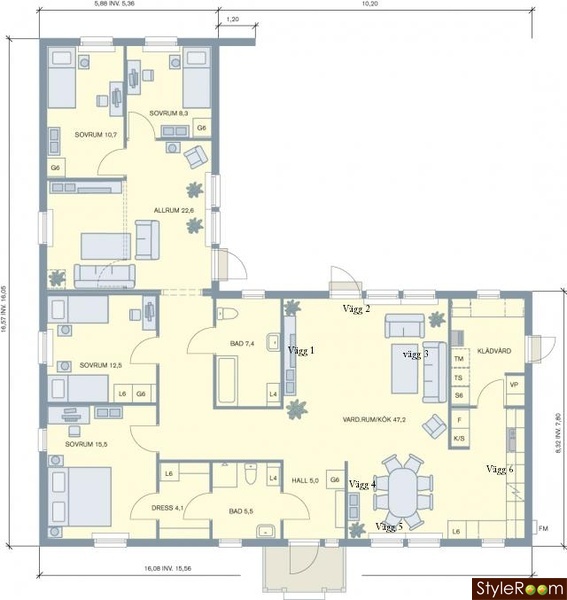 5,88 INV. 5,36
10,20
1,20
SOVRUM 10,7
SOVRUM 8,3
G6
G6
ALLRUM 22,6
16,57 INV. 16,05
Vägg 2
Vägg 1
vägg 3
BAD 7,4
KLÄDVÅRD
TM
TS
S6
VP
SOVRUM 12,5
L6
G6
L4
F
K/S
VARD.RUM/KÖK 47,2
8,32 INV. 7,80
SOVRUM 15,5
L6
L4
HALL 5,0
G6
Vägg 4
Vägg 6
DRESS 4,1
BAD 5,5
Vägg 5
L6
FM
16,08 INV. 15,56
StyleRoom